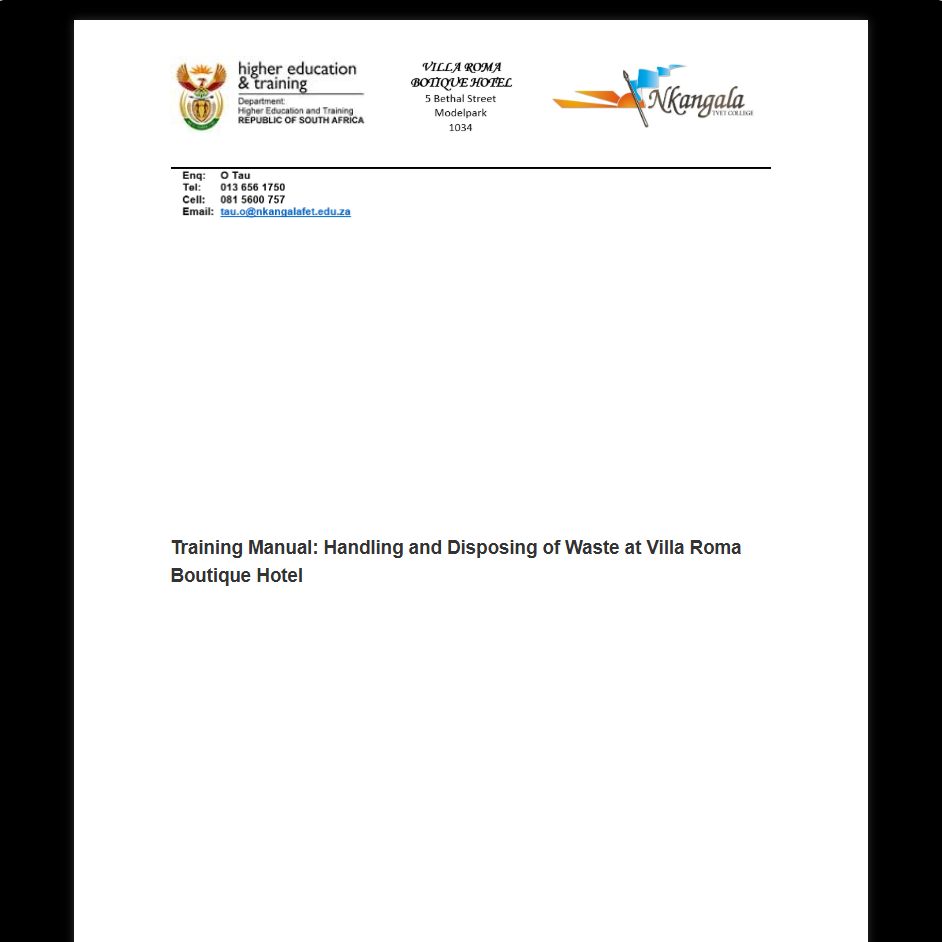 higher education
& training
Department:
Higher Education and Training
REPUBLIC OF SOUTH AFRICA
VILLA ROMA
BOTIQUE HOTEL
5 Bethal Street
Modelpark
1034
Nkangala
TVET COLLEGE
Enq: O Tau
Tel: 013 656 1750
Cell: 081 5600 757
Email: tau.o@nkangalafet.edu.za
Training Manual: Handling and Disposing of Waste at Villa Roma
Boutique Hotel